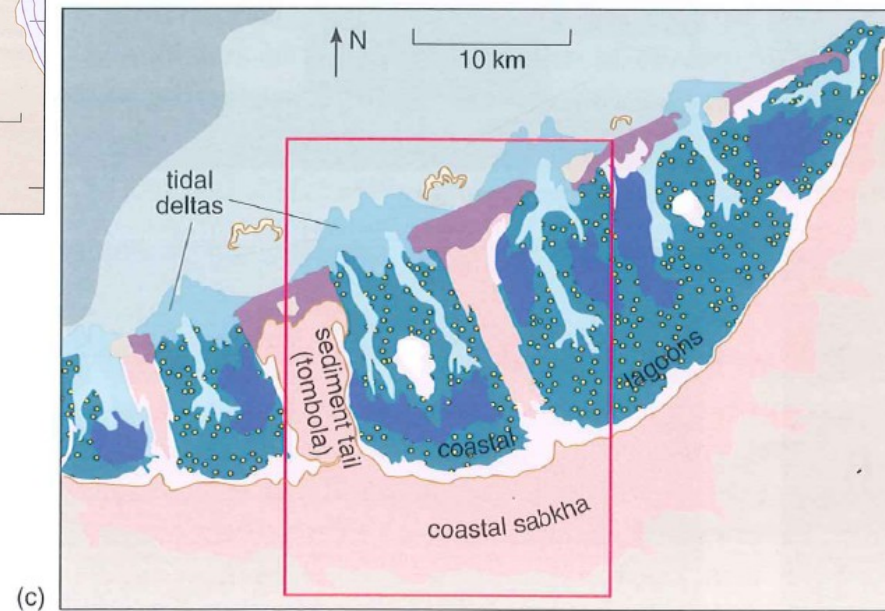 N
10 km
tidal
deltas
sediment tail
(tombola)
lagoons
coastal
coastal sabkha
(c)